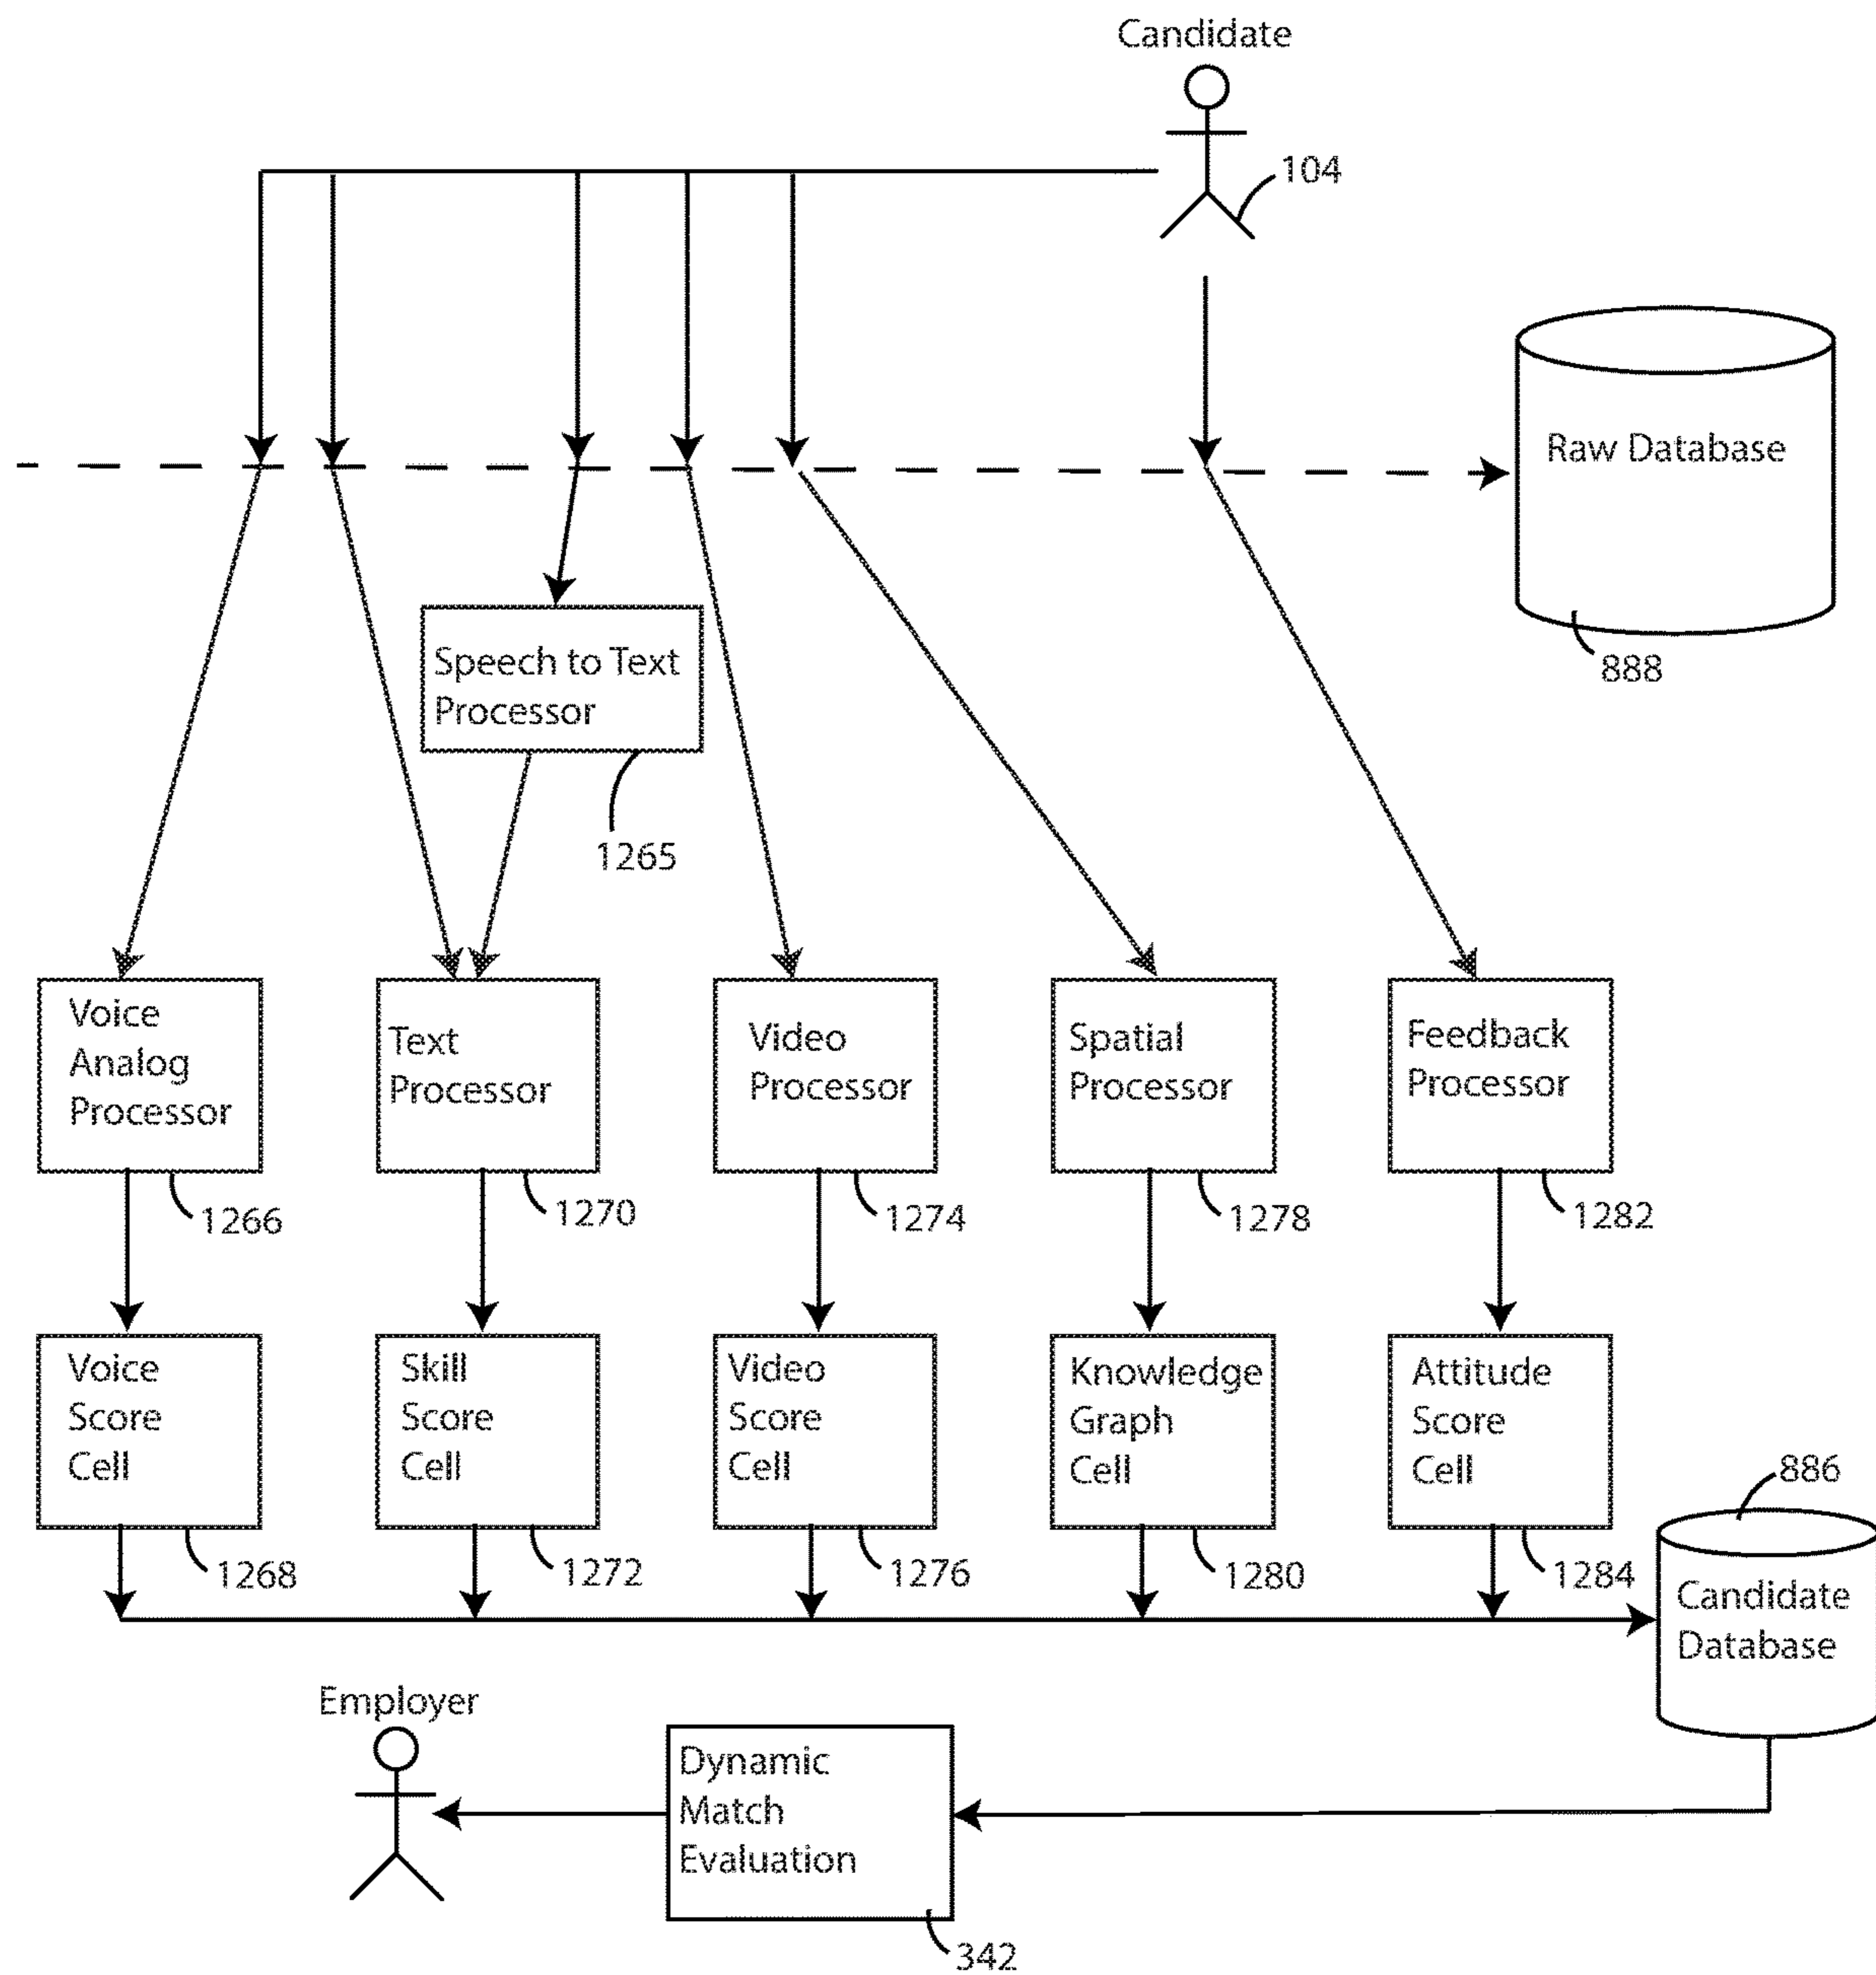 Candidate
104
Raw Database
888
Speech to Text
Processor
1265
Voice
Analog
Processor
1266
Text
Processor
1270
Video
Processor
1274
Spatial
Processor
1278
Feedback
Processor
1282
Voice
Score
Cell
1268
Skill
Score
Cell
1272
Video
Score
Cell
1276
Knowledge
Graph
Cell
1280
Attitude
Score
Cell
1284
886
Candidate
Database
Employer
Dynamic
Match
Evaluation
342